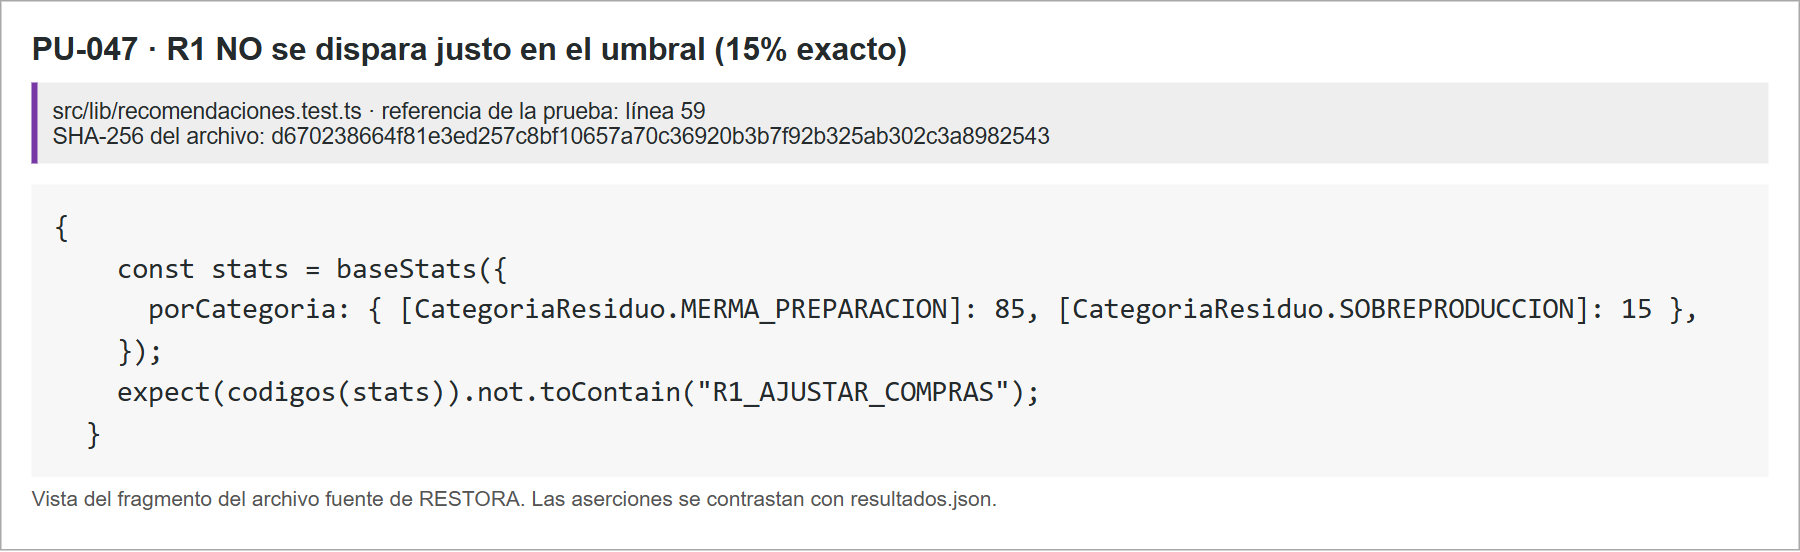 PU-047 · R1 NO se dispara justo en el umbral (15% exacto)
src/lib/recomendaciones.test.ts · referencia de la prueba: línea 59
SHA-256 del archivo: d670238664f81e3ed257c8bf10657a70c36920b3b7f92b325ab302c3a8982543
{
    const stats = baseStats({
      porCategoria: { [CategoriaResiduo.MERMA_PREPARACION]: 85, [CategoriaResiduo.SOBREPRODUCCION]: 15 },
    });
    expect(codigos(stats)).not.toContain("R1_AJUSTAR_COMPRAS");
  }
Vista del fragmento del archivo fuente de RESTORA. Las aserciones se contrastan con resultados.json.